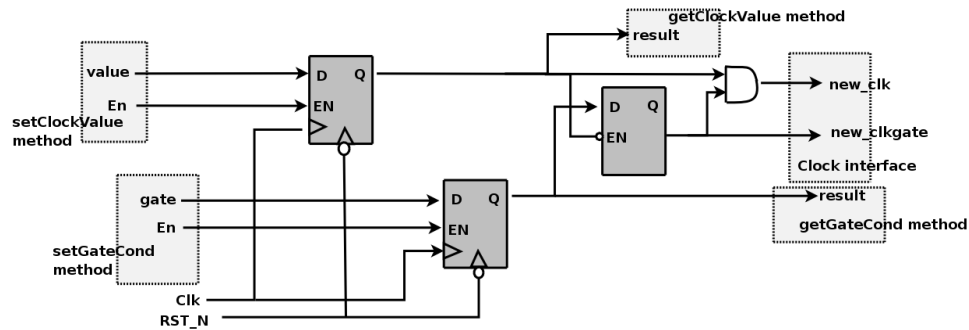 getClockValue method
result
value
D
Q
D
Q
new_clk
En
EN
setClockValue
method
EN
new_clkgate
Clock interface
gate
D
Q
result
En
EN
getGateCond method
setGateCond
method
Clk
RST_N